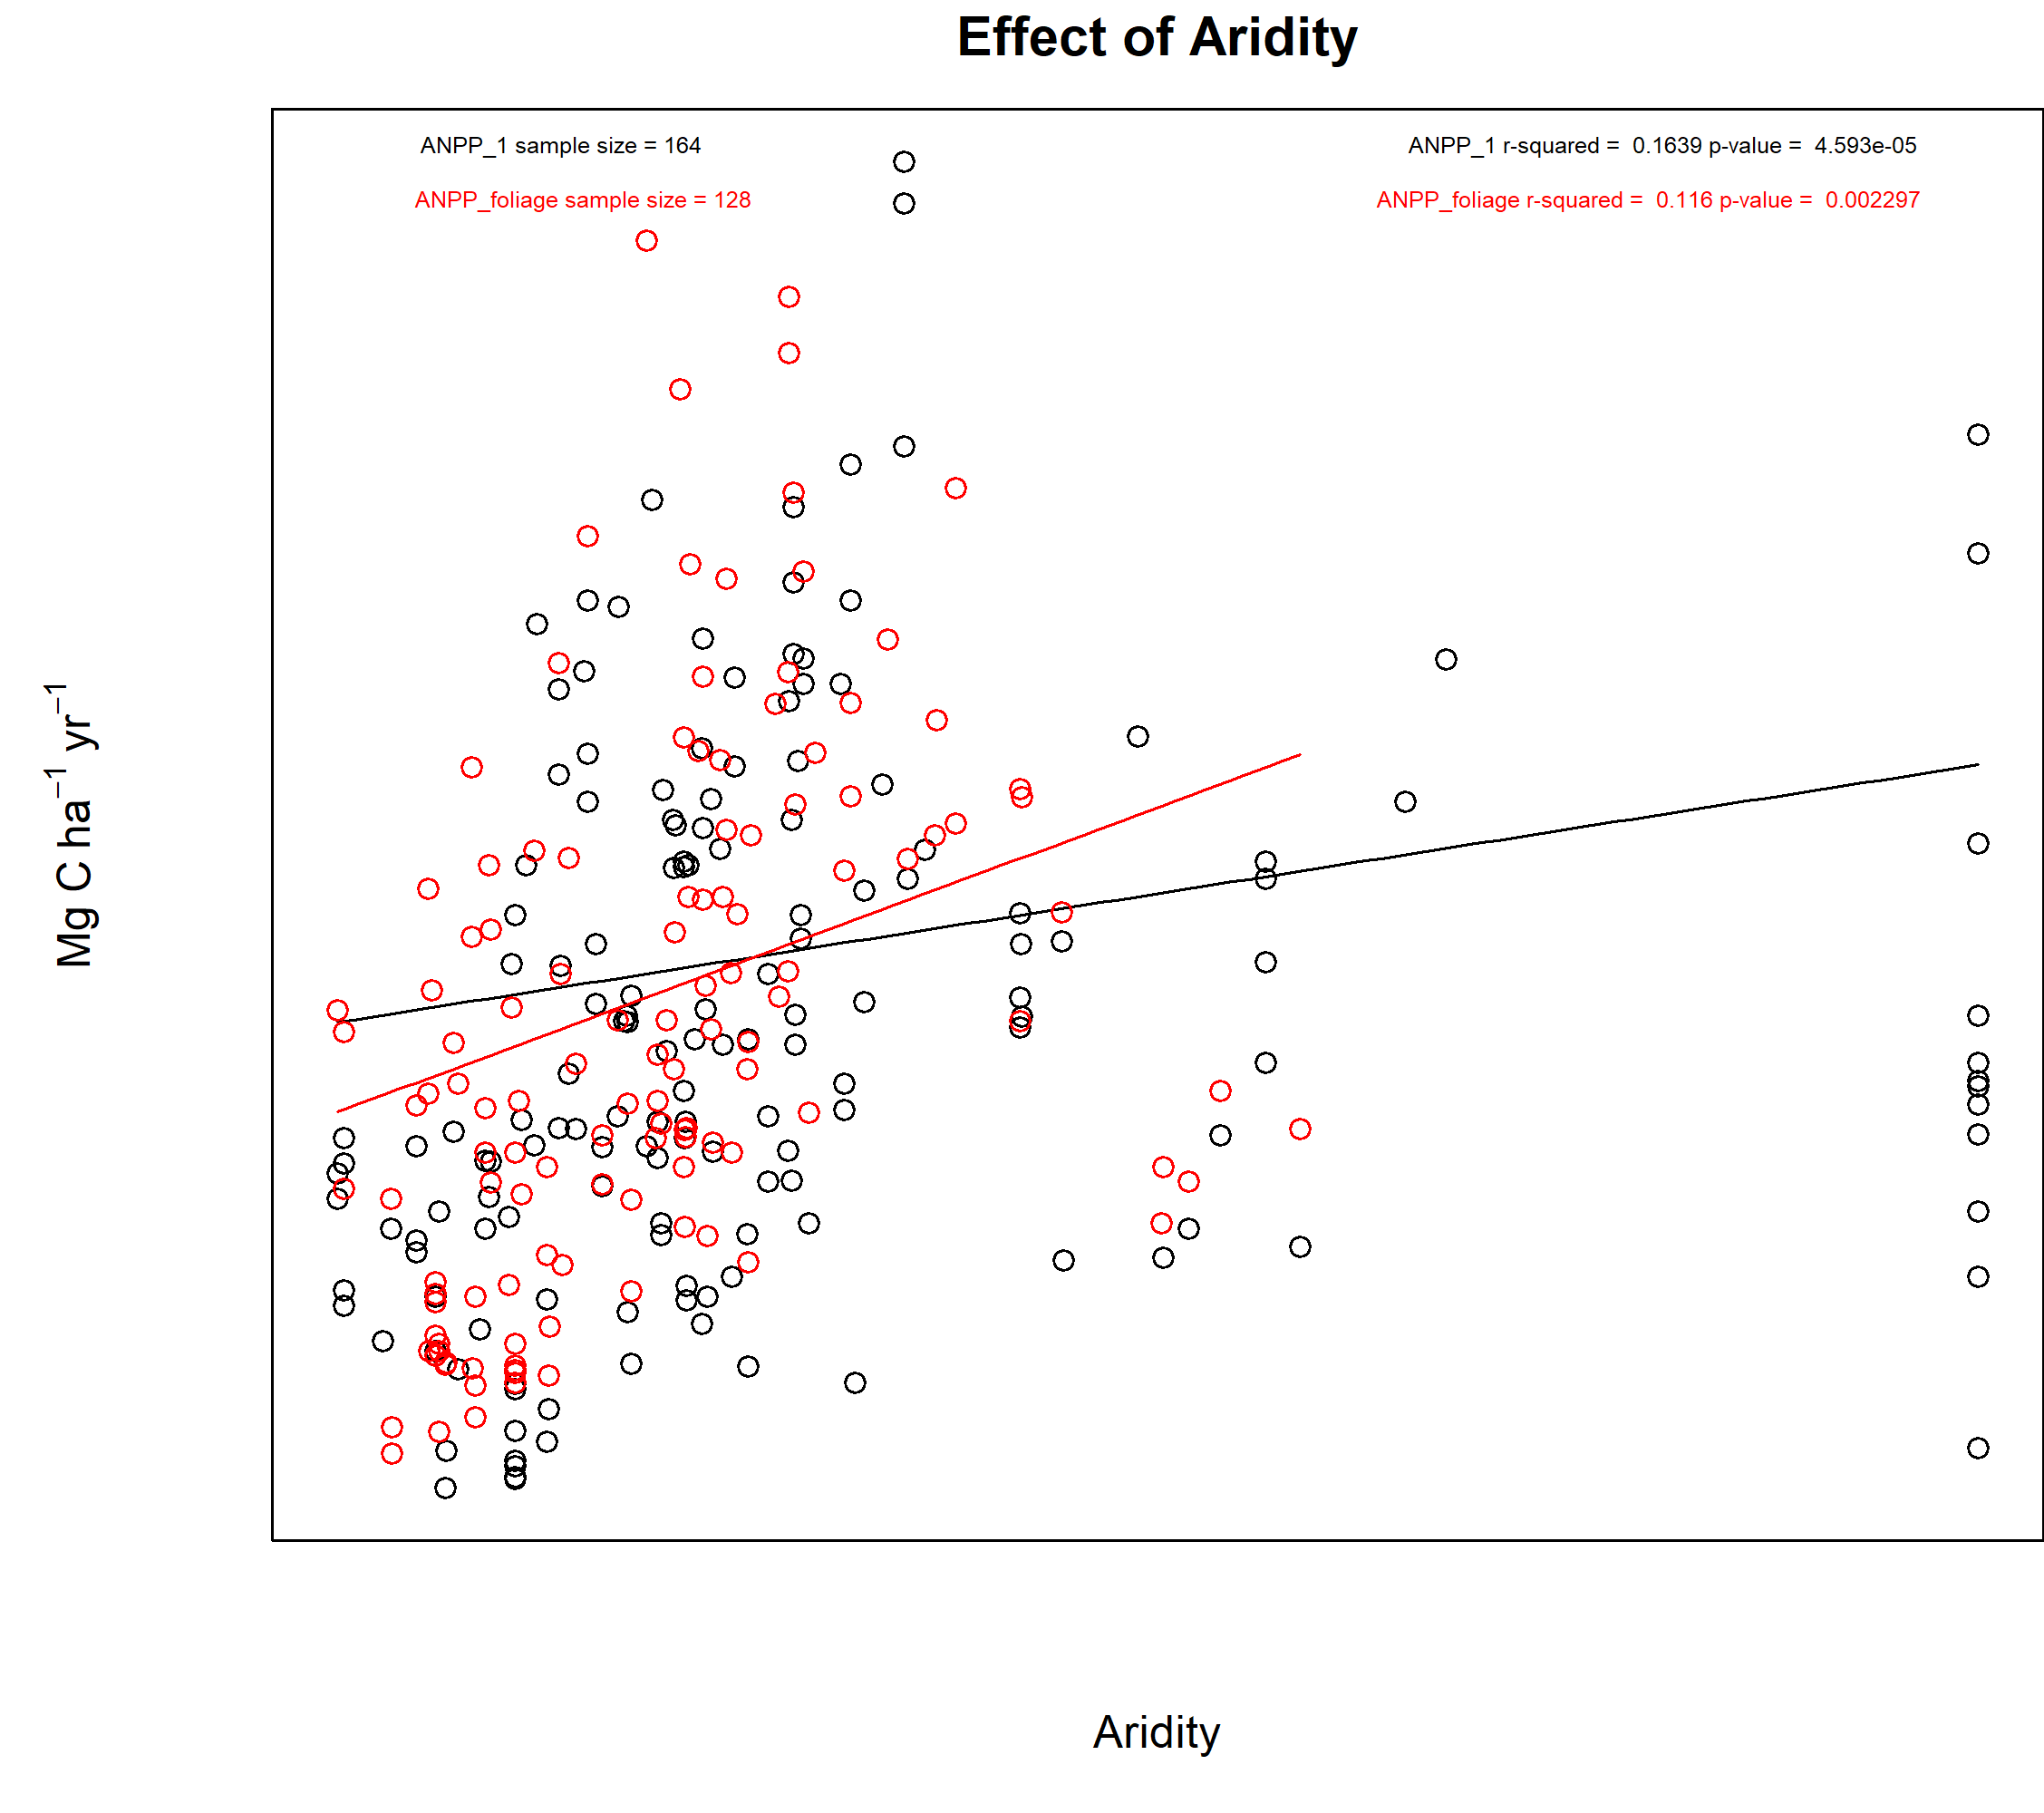 Effect of Aridity
ANPP_1 sample size = 164
ANPP_1 r-squared = 0.1639 p-value = 4.593e-05
ANPP_foliage sample size = 128
ANPP_foliage r-squared = 0.116 p-value = 0.002297
Mg C ha⁻¹ yr⁻¹
Aridity